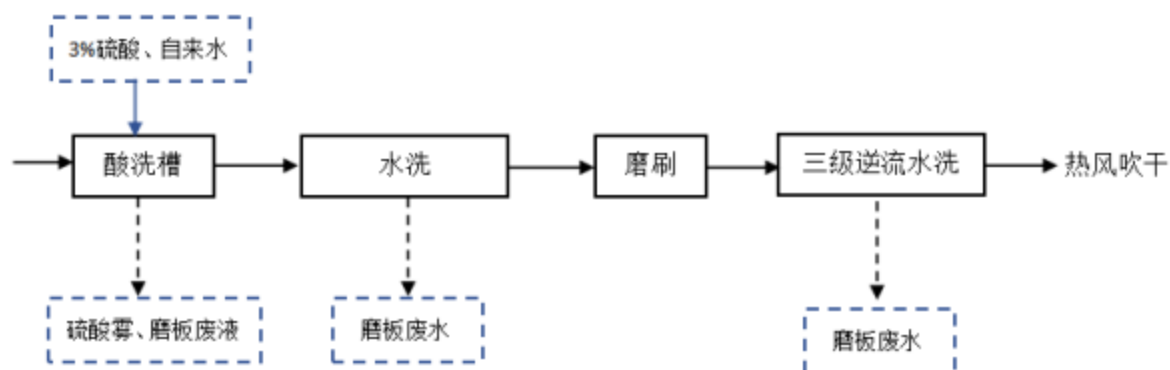 3%硫酸、自来水
酸洗槽
水洗
磨刷
三级逆流水洗
热风吹干
硫酸雾、磨板废液
磨板废水
磨板废水